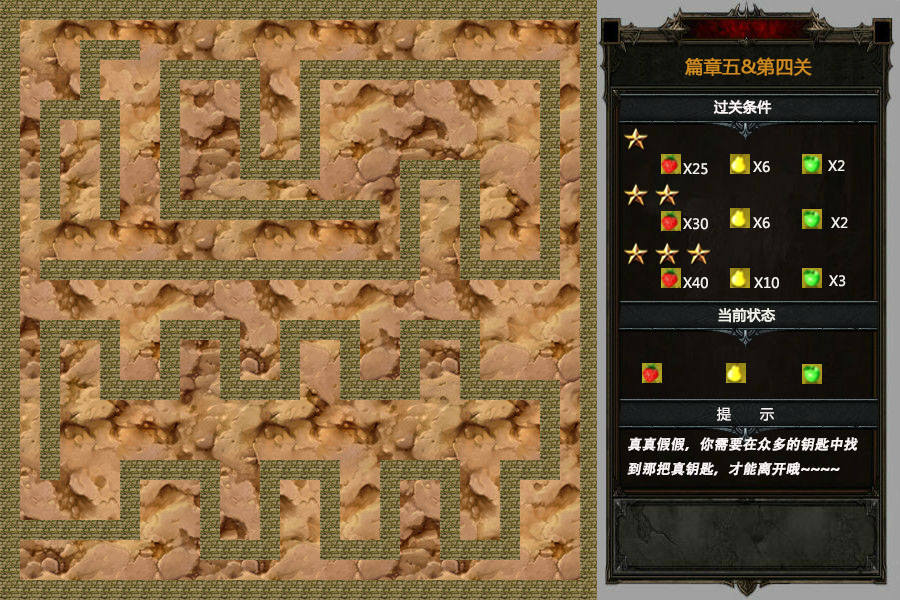 篇章五&第四关
过关条件
X25 X6 X2
X30 X6 X2
X40 X10 X3
当前状态
提 示
真真假假，你需要在众多的钥匙中找
到那把真钥匙，才能离开哦~~~~